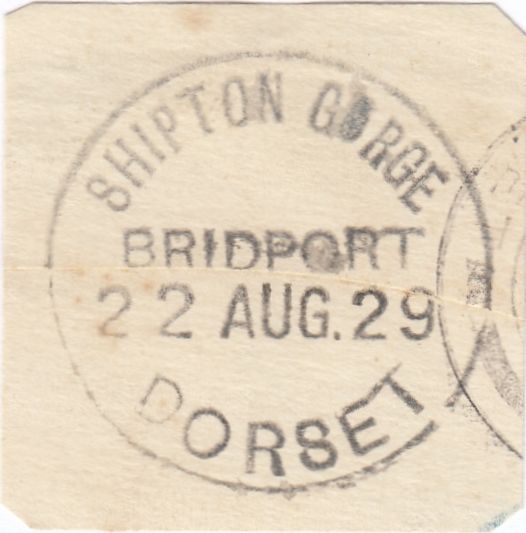 SHIPTON GORGE
BRIDPORT
22 AUG.29
DORSET